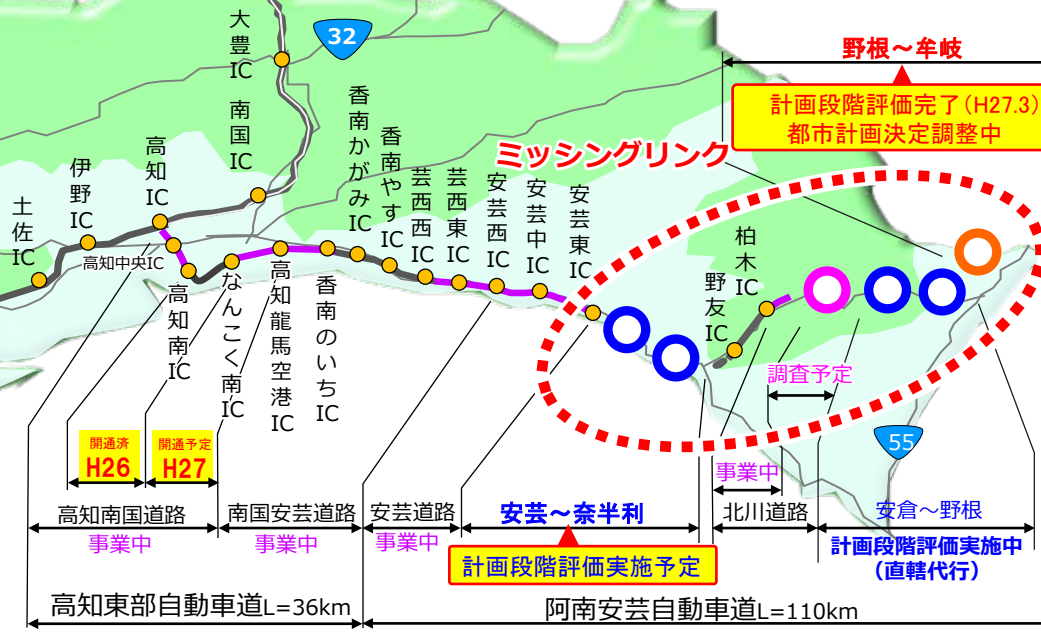 大豊IC
32
野根～牟岐
計画段階評価完了(H27.3)
都市計画決定調整中
ミッシングリンク
土佐IC
伊野IC
高知IC
南国IC
香南かがみIC
香南やすIC
芸西西IC
芸西東IC
安芸西IC
安芸中IC
安芸東IC
柏木IC
野友IC
高知中央IC
高知南IC
なんこく南IC
高知龍馬空港IC
香南のいちIC
調査予定
55
開通済
H26
開通予定
H27
事業中
高知南国道路
事業中
南国安芸道路
事業中
安芸道路
事業中
安芸～奈半利
計画段階評価実施予定
北川道路
安倉～野根
計画段階評価実施中
(直轄代行)
高知東部自動車道L=36km
阿南安芸自動車道L=110km